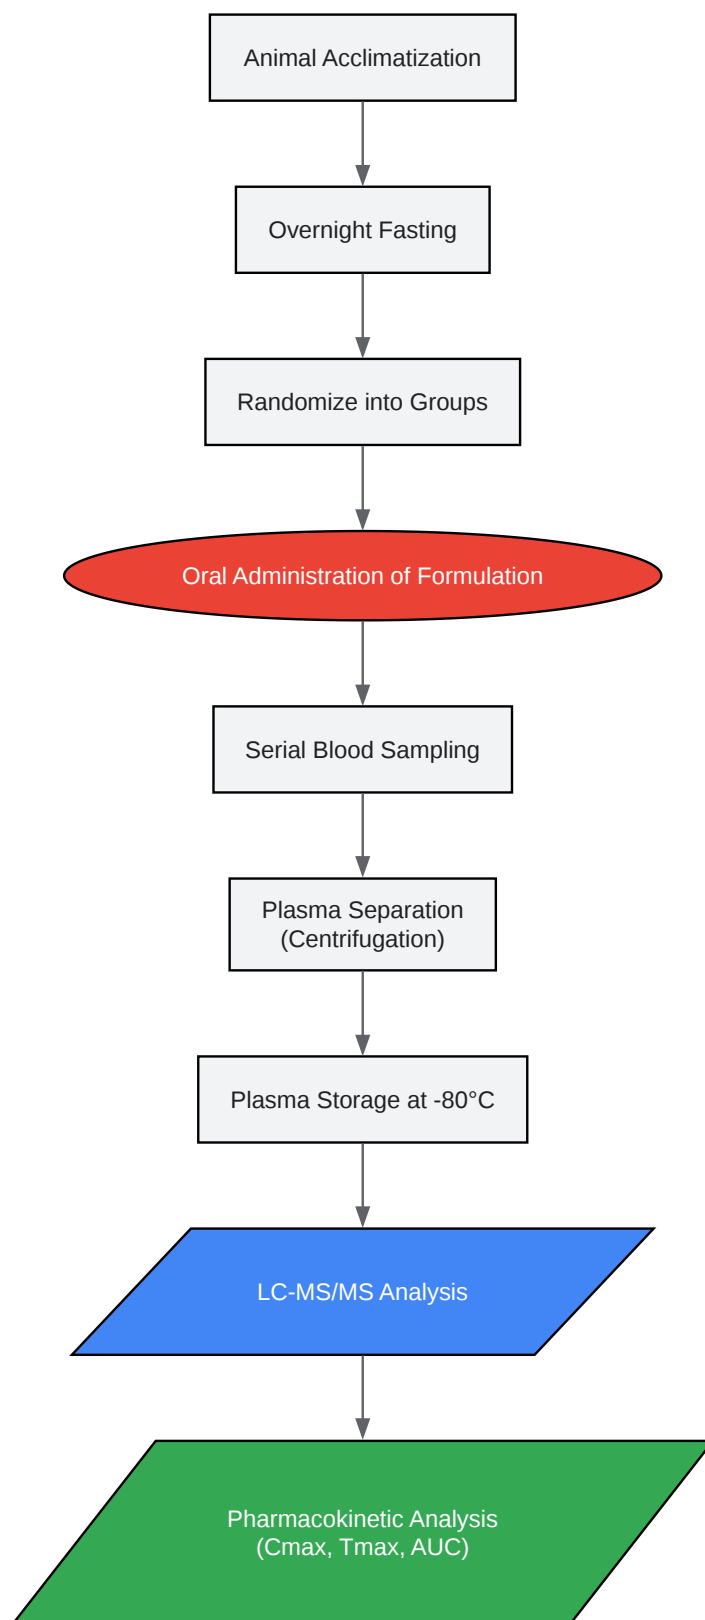 Animal Acclimatization
Overnight Fasting
Randomize into Groups
Oral Administration of Formulation
Serial Blood Sampling
Plasma Separation
(Centrifugation)
Plasma Storage at -80°C
LC-MS/MS Analysis
Pharmacokinetic Analysis
(Cmax, Tmax, AUC)